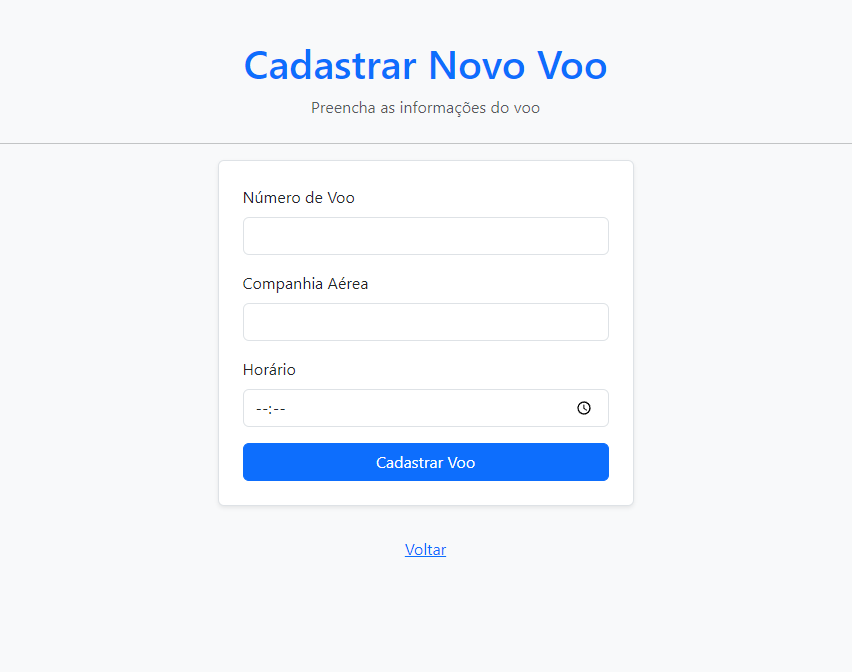 Cadastrar Novo Voo
Preencha as informações do voo
Número de Voo
Companhia Aérea
Horário
--:--
Cadastrar Voo
Voltar